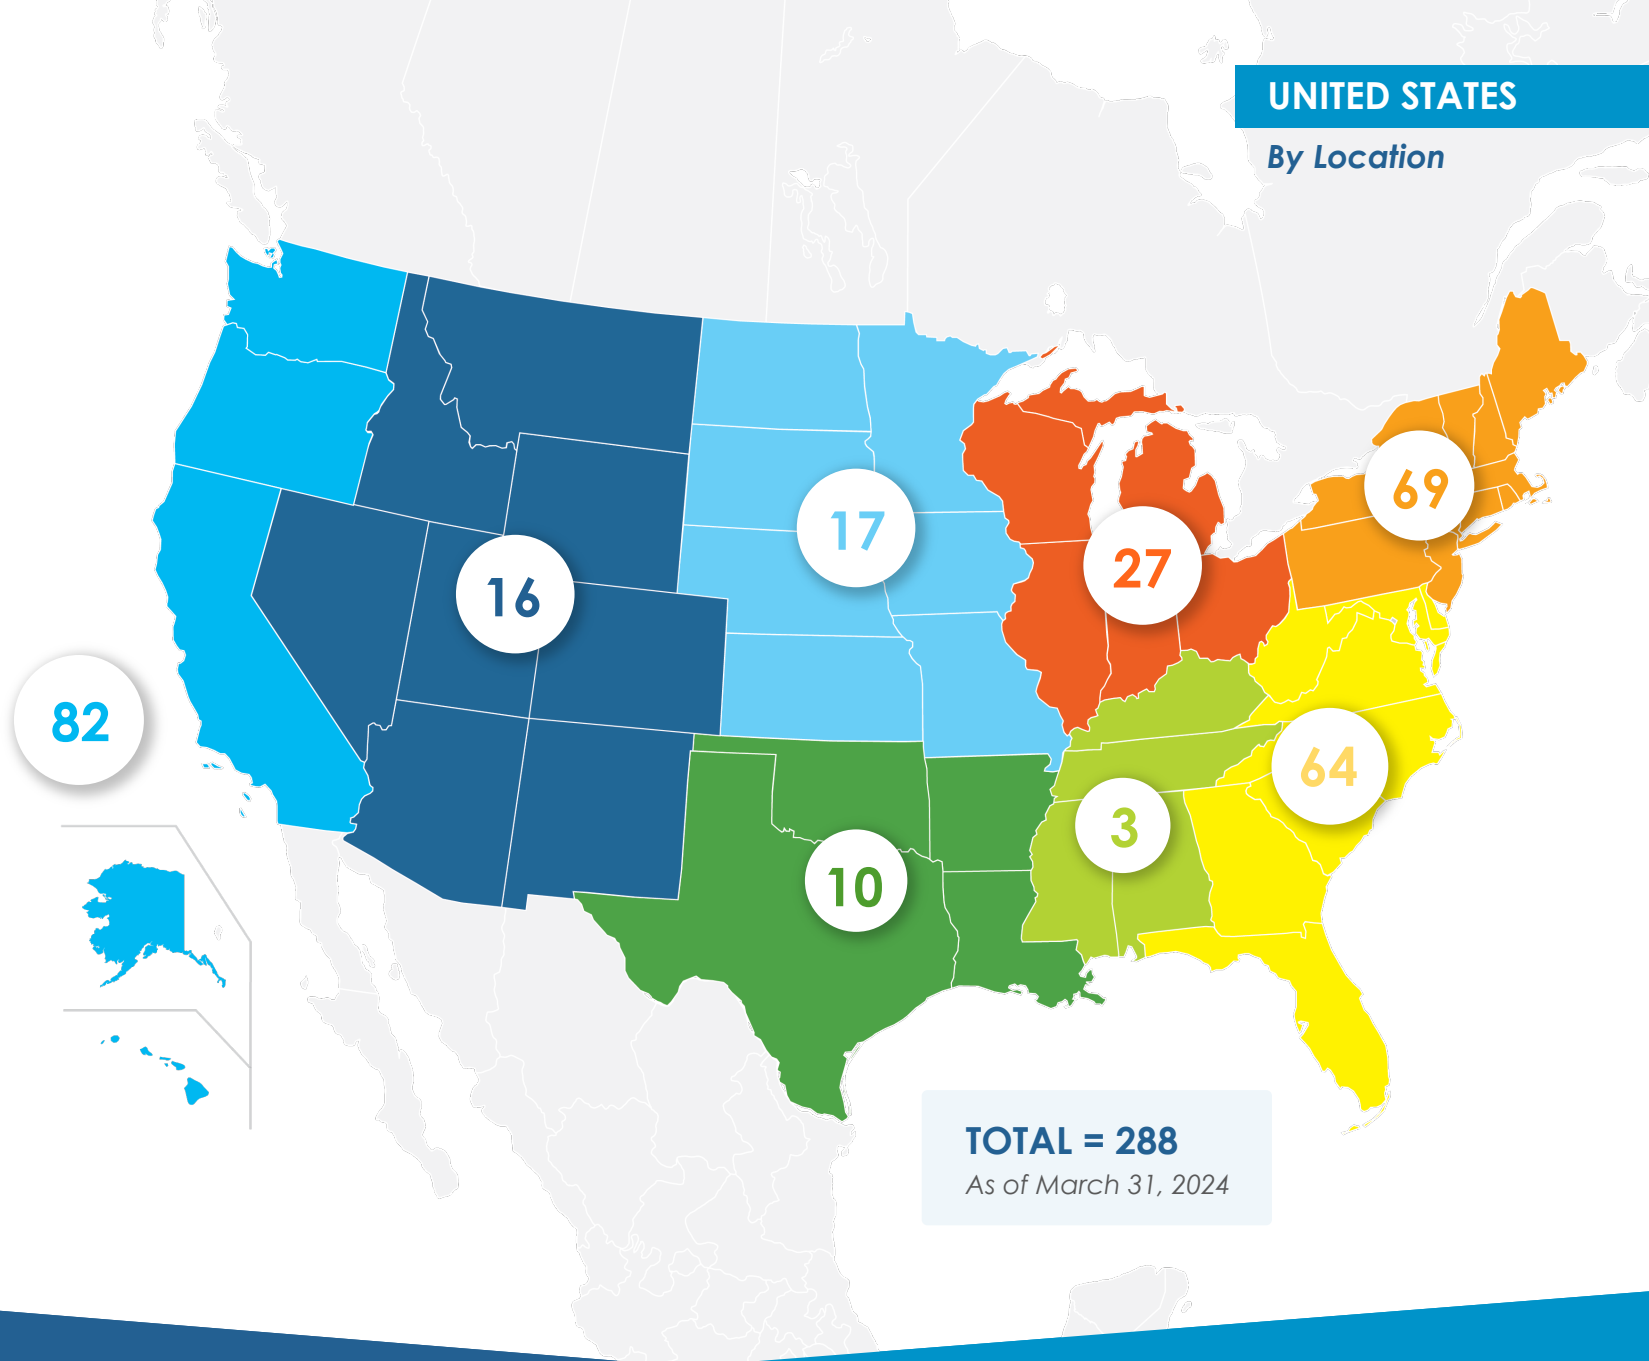 UNITED STATES
By Location
69
17
27
16
82
64
3
10
TOTAL = 288
As of March 31, 2024